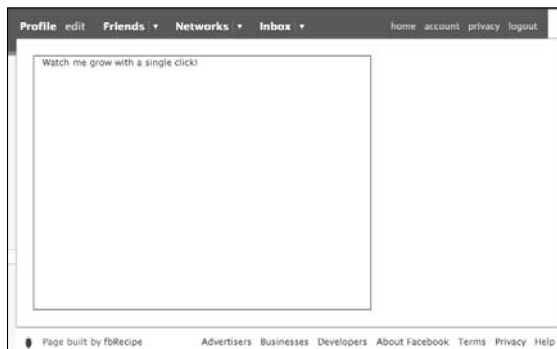 Profile edit Friends ▾ Networks ▾ Inbox ▾ home account privacy logout
Watch me grow with a single click!
Page built by fbRecipe Advertisers Businesses Developers About Facebook Terms Privacy Help